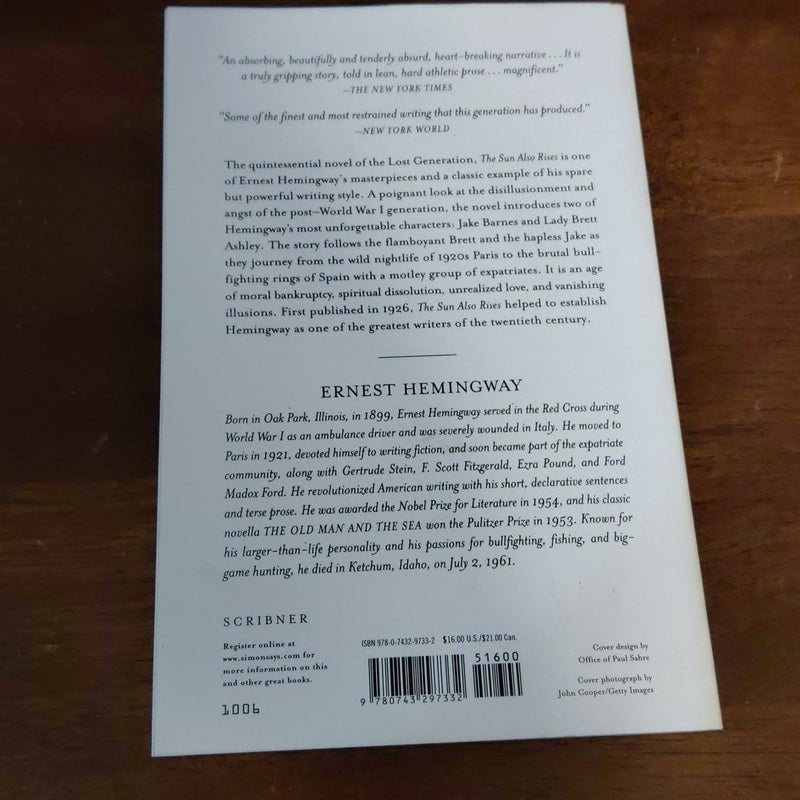 "An absorbing, beautifully and tenderly absurd, heart-breaking narrative . . . It is
a truly gripping story, told in lean, hard athletic prose . . . magnificent."
—THE NEW YORK TIMES
"Some of the finest and most restrained writing that this generation has produced."
—NEW YORK WORLD
The quintessential novel of the Lost Generation, The Sun Also Rises is one
of Ernest Hemingway's masterpieces and a classic example of his spare
but powerful writing style. A poignant look at the disillusionment and
angst of the post–World War I generation, the novel introduces two of
Hemingway's most unforgettable characters: Jake Barnes and Lady Brett
Ashley. The story follows the flamboyant Brett and the hapless Jake as
they journey from the wild nightlife of 1920s Paris to the brutal bull-
fighting rings of Spain with a motley group of expatriates. It is an age
of moral bankruptcy, spiritual dissolution, unrealized love, and vanishing
illusions. First published in 1926, The Sun Also Rises helped to establish
Hemingway as one of the greatest writers of the twentieth century.
ERNEST HEMINGWAY
Born in Oak Park, Illinois, in 1899, Ernest Hemingway served in the Red Cross during
World War I as an ambulance driver and was severely wounded in Italy. He moved to
Paris in 1921, devoted himself to writing fiction, and soon became part of the expatriate
community, along with Gertrude Stein, F. Scott Fitzgerald, Ezra Pound, and Ford
Madox Ford. He revolutionized American writing with his short, declarative sentences
and terse prose. He was awarded the Nobel Prize for Literature in 1954, and his classic
novella THE OLD MAN AND THE SEA won the Pulitzer Prize in 1953. Known for
his larger-than-life personality and his passions for bullfighting, fishing, and big-
game hunting, he died in Ketchum, Idaho, on July 2, 1961.
SCRIBNER
Register online at
www.simonsays.com for
more information on this
and other great books.
1006
ISBN 978-0-7432-9733-2 $16.00 U.S./$21.00 Can.
51600
9 780743 297332
Cover design by
Office of Paul Sahre
Cover photograph by
John Cooper/Getty Images